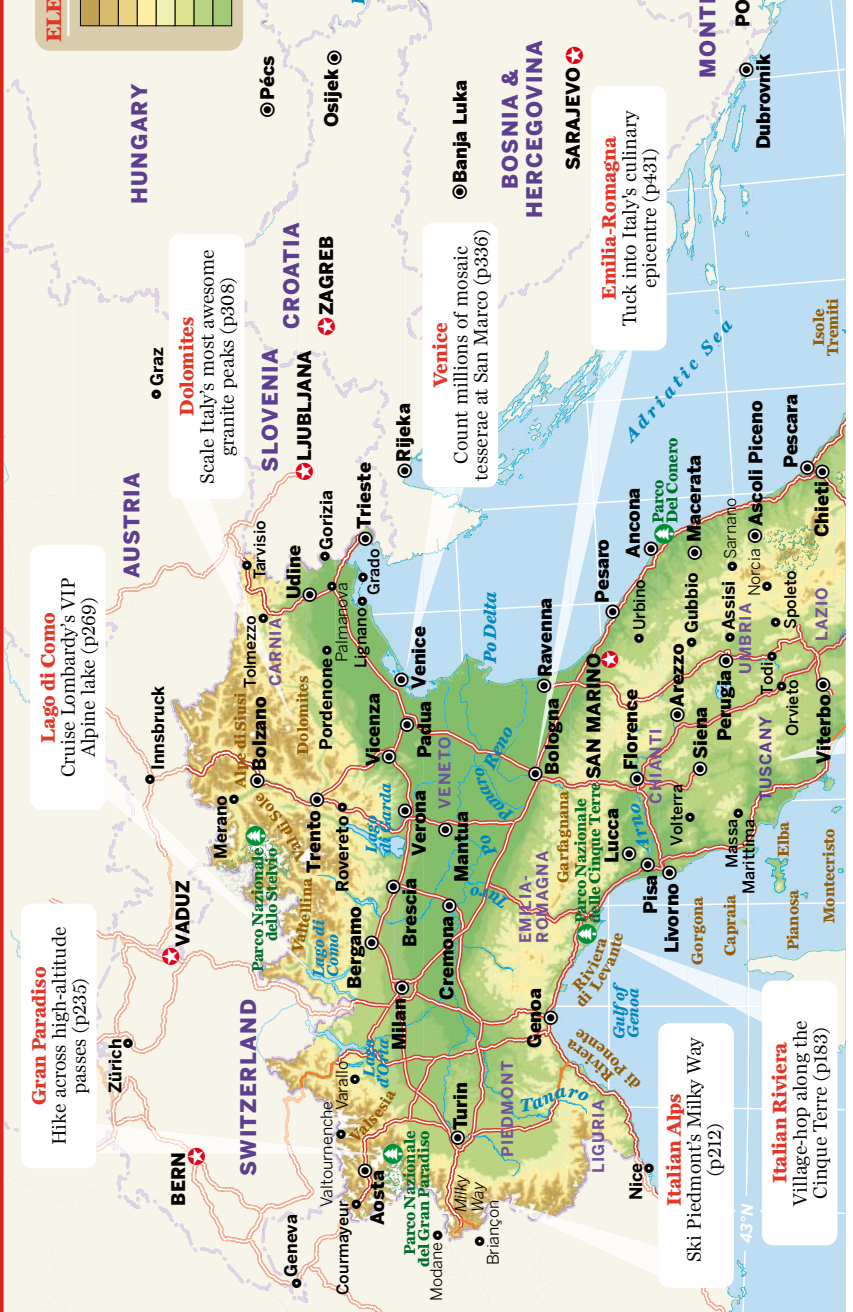 ELE
Gran Paradiso
Hike across high-altitude
passes (p235)
Lago di Como
Cruise Lombardy's VIP
Alpine lake (p269)
Dolomites
Scale Italy's most awesome
granite peaks (p308)
Venice
Count millions of mosaic
tesserae at San Marco (p336)
Emilia-Romagna
Tuck into Italy's culinary
epicentre (p431)
Italian Alps
Ski Piedmont's Milky Way
(p212)
Italian Riviera
Village-hop along the
Cinque Terre (p183)
HUNGARY
AUSTRIA
SWITZERLAND
SLOVENIA
CROATIA
BOSNIA &
HERCEGOVINA
MONT
PO
Pécs
Osijek
Banja Luka
SARAJEVO
Dubrovnik
ZAGREB
LJUBLJANA
Graz
Rijeka
Innsbruck
VADUZ
Zürich
BERN
Geneva
Tarvisio
Tolmezzo
CARNIA
Udine
Gorizia
Palmanova
Trieste
Grado
Lignano
Pordenone
Dolomites
Alpe di Siusi
Bolzano
Merano
Val di Sole
Parco Nazionale
dello Stelvio
Valtellina
Trento
Rovereto
Lago
di Garda
Lago di
Como
Bergamo
Brescia
Verona
Vicenza
Padua
Venice
VENETO
Mantua
Cremona
Milan
Lago
d'Orta
Varallo
Valsesia
Valtournenche
Courmayeur
Aosta
Parco Nazionale
del Gran Paradiso
Modane
Milky
Way
Briançon
Turin
PIEDMONT
Tanaro
LIGURIA
Nice
Genoa
Riviera
di Ponente
Gulf of
Genoa
Riviera
di Levante
Parco Nazionale
delle Cinque Terre
EMILIA-
ROMAGNA
Taro
Po
Panaro
Reno
Po Delta
Bologna
Ravenna
Garfagnana
Lucca
Pisa
Arno
Florence
CHIANTI
Livorno
Volterra
Siena
Arezzo
SAN MARINO
Pesaro
Urbino
Gubbio
Ancona
Parco
Del Conero
Macerata
Sarnano
Ascoli Piceno
Norcia
Assisi
Perugia
UMBRIA
Spoleto
Todi
Orvieto
TUSCANY
Massa
Marittima
Viterbo
LAZIO
Pescara
Chieti
Gorgona
Capraia
Elba
Pianosa
Montecristo
Adriatic Sea
Isole
Tremiti
43°N